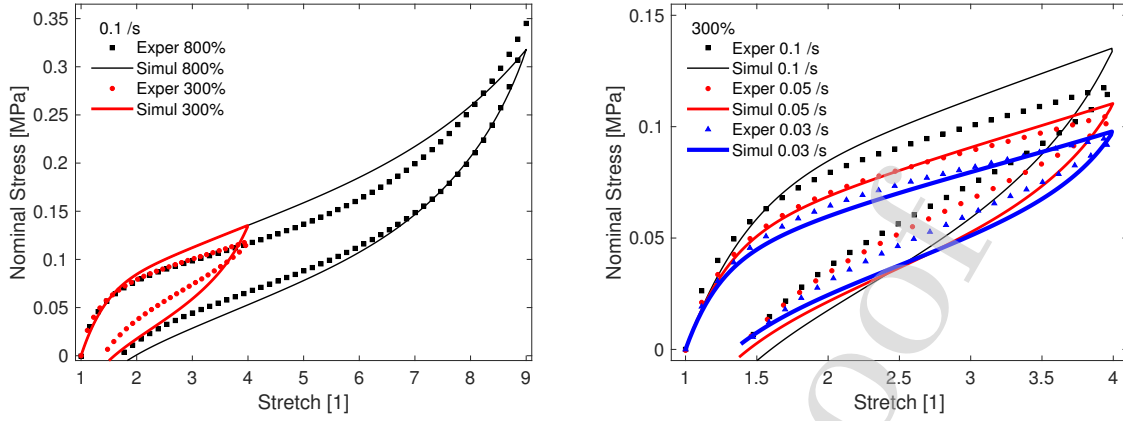 0.1 /s
Exper 800%
Simul 800%
Exper 300%
Simul 300%
0.35
0.3
0.25
0.2
0.15
0.1
0.05
0
1
2
3
4
5
6
7
8
9
Stretch [1]
Nominal Stress [MPa]
300%
Exper 0.1 /s
Simul 0.1 /s
Exper 0.05 /s
Simul 0.05 /s
Exper 0.03 /s
Simul 0.03 /s
0.15
0.1
0.05
0
1
1.5
2
2.5
3
3.5
4
Stretch [1]
Nominal Stress [MPa]
oof